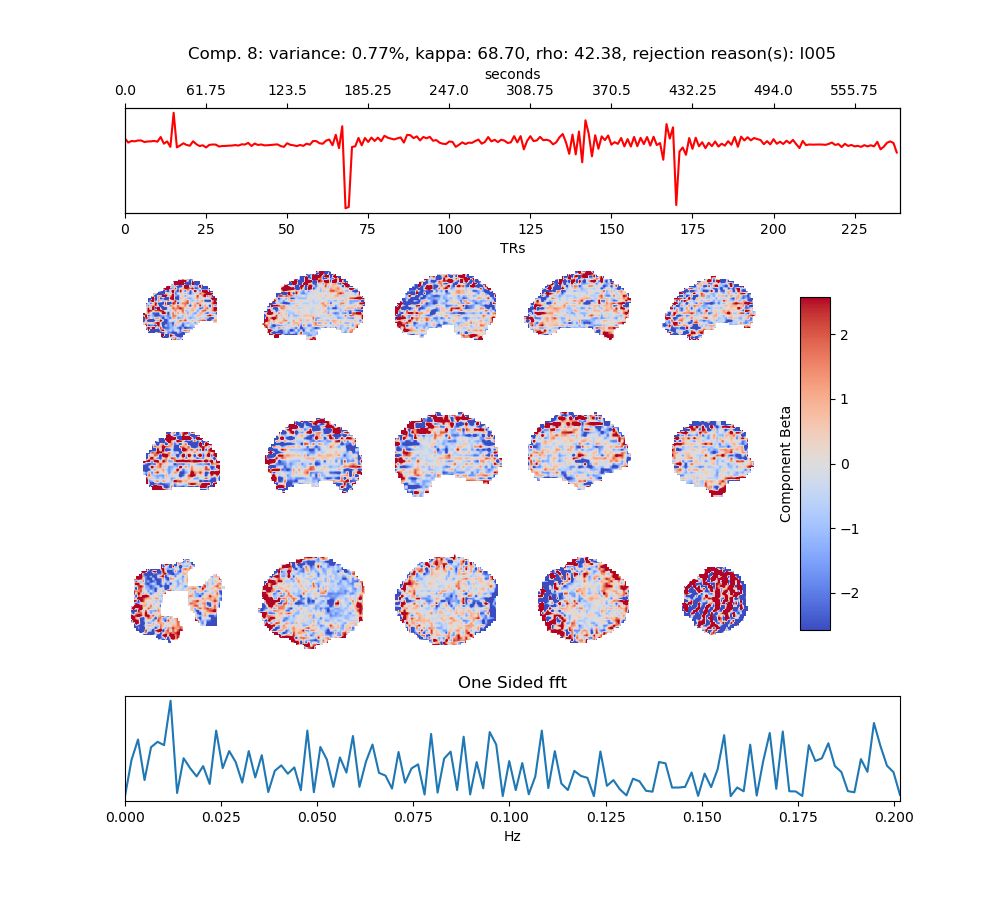 Comp. 8: variance: 0.77%, kappa: 68.70, rho: 42.38, rejection reason(s): I005
seconds
0.0 61.75 123.5 185.25 247.0 308.75 370.5 432.25 494.0 555.75
0 25 50 75 100 125 150 175 200 225
TRs
2
1
0
−1
−2
Component Beta
One Sided fft
0.000 0.025 0.050 0.075 0.100 0.125 0.150 0.175 0.200
Hz